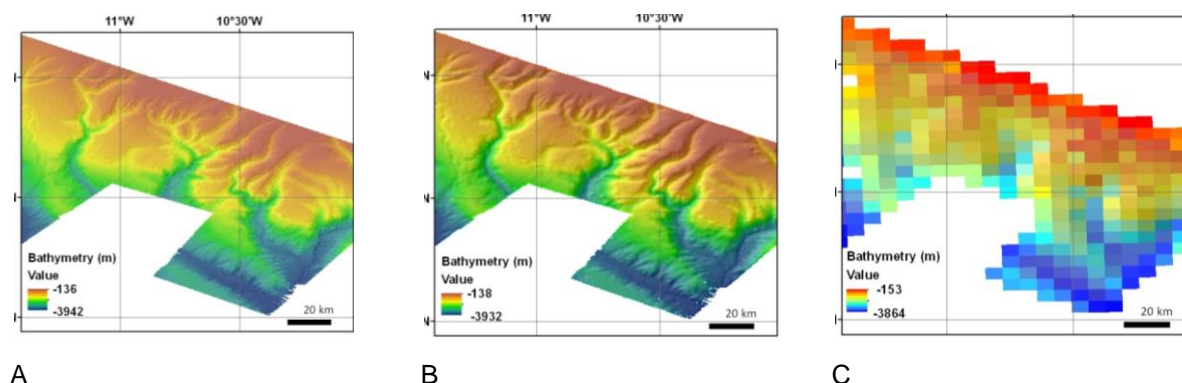 11°W 10°30'W
N
N
N
Bathymetry (m)
Value
-136
-3942
20 km
A
11°W 10°30'W
N
N
N
Bathymetry (m)
Value
-138
-3932
20 km
B
N
N
N
Bathymetry (m)
Value
-153
-3864
20 km
C